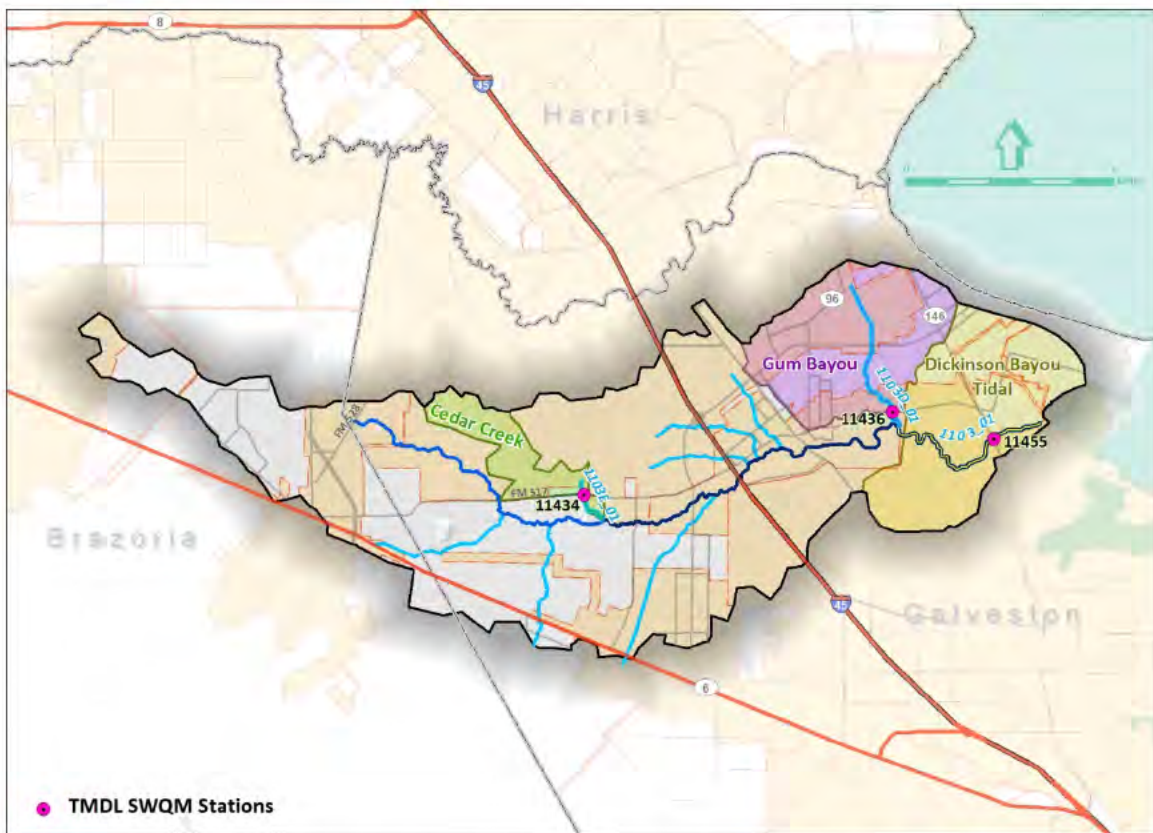 8
45
Harris
96
146
Gum Bayou
Dickinson Bayou
Tidal
1103D_01
11436
1103_01
11455
Cedar Creek
FM 528
FM 517
1103E_01
11434
Brazoria
45
Galveston
6
TMDL SWQM Stations